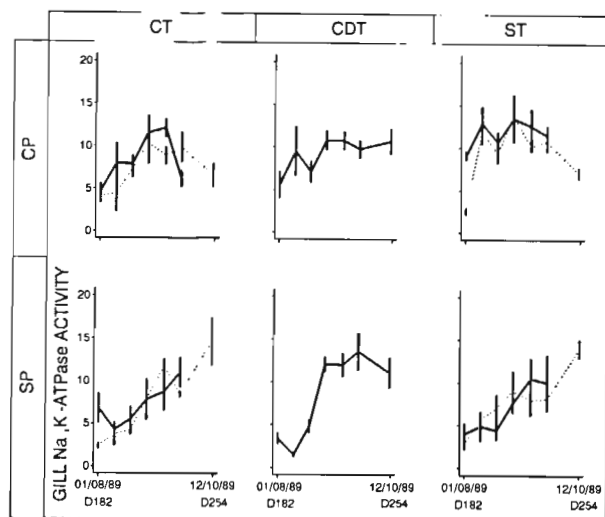 CT CDT ST
CP
20
15
10
5
0
SP
GILL Na,K-ATPase ACTIVITY
20
15
10
5
0
01/08/89 12/10/89 01/08/89 12/10/89 01/08/89 12/10/89
D182 D254 D182 D254 D182 D254